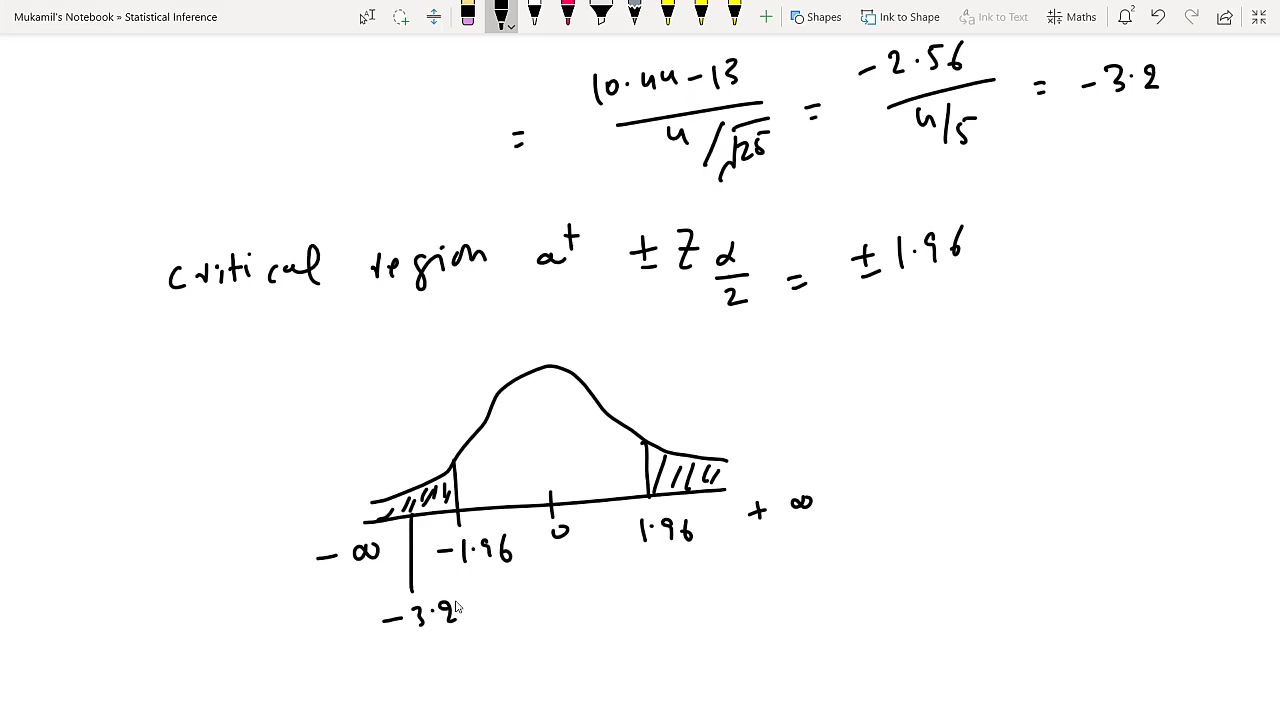 Mukamil's Notebook » Statistical Inference
Shapes Ink to Shape Ink to Text Maths
= 10.44-13 / 4/√25 = -2.56 / 4/5 = -3.2
critical region at ± Z α/2 = ± 1.96
-∞ -1.96 0 1.96 + ∞
-3.2